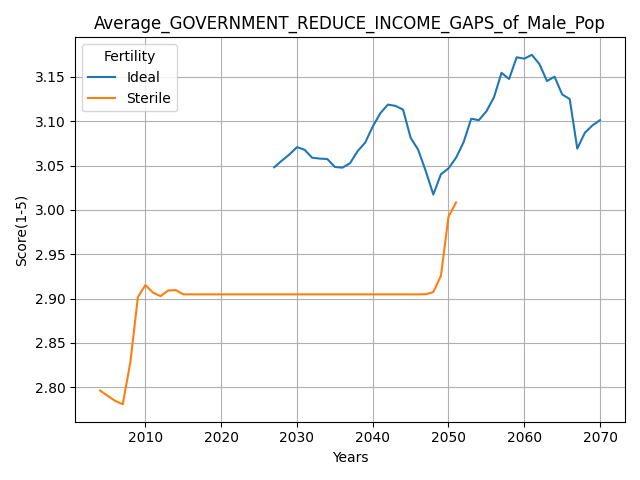 Average_GOVERNMENT_REDUCE_INCOME_GAPS_of_Male_Pop
Fertility
Ideal
Sterile
3.15
3.10
3.05
3.00
2.95
2.90
2.85
2.80
Score(1-5)
2010 2020 2030 2040 2050 2060 2070
Years